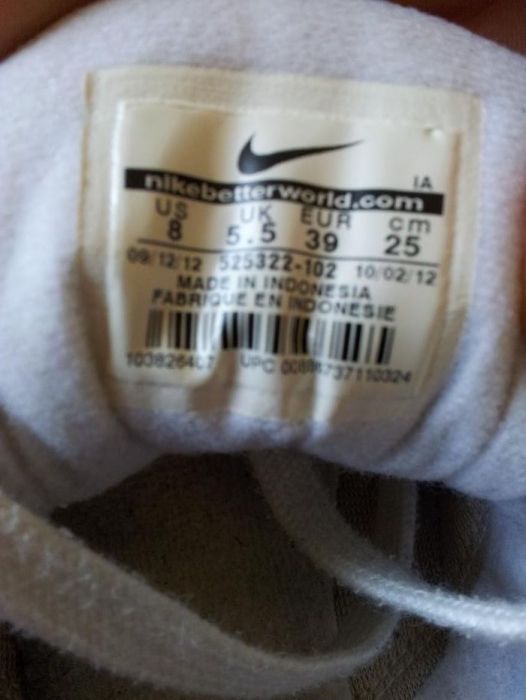 IA
nikebetterworld.com
US UK EUR cm
8 5.5 39 25
09/12/12 525322-102 10/02/12
MADE IN INDONESIA
FABRIQUE EN INDONESIE
UPC